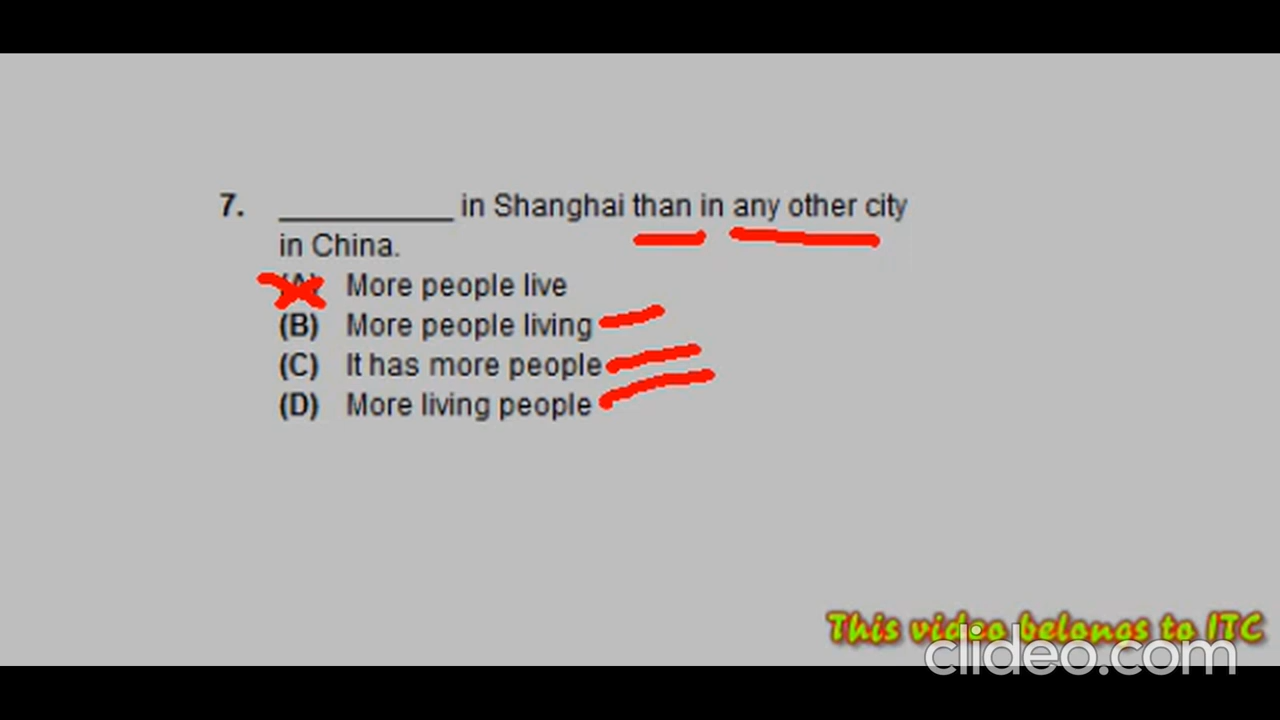 7. __________ in Shanghai than in any other city
in China.
(A) More people live
(B) More people living
(C) It has more people
(D) More living people
This video belongs to ITC
clideo.com